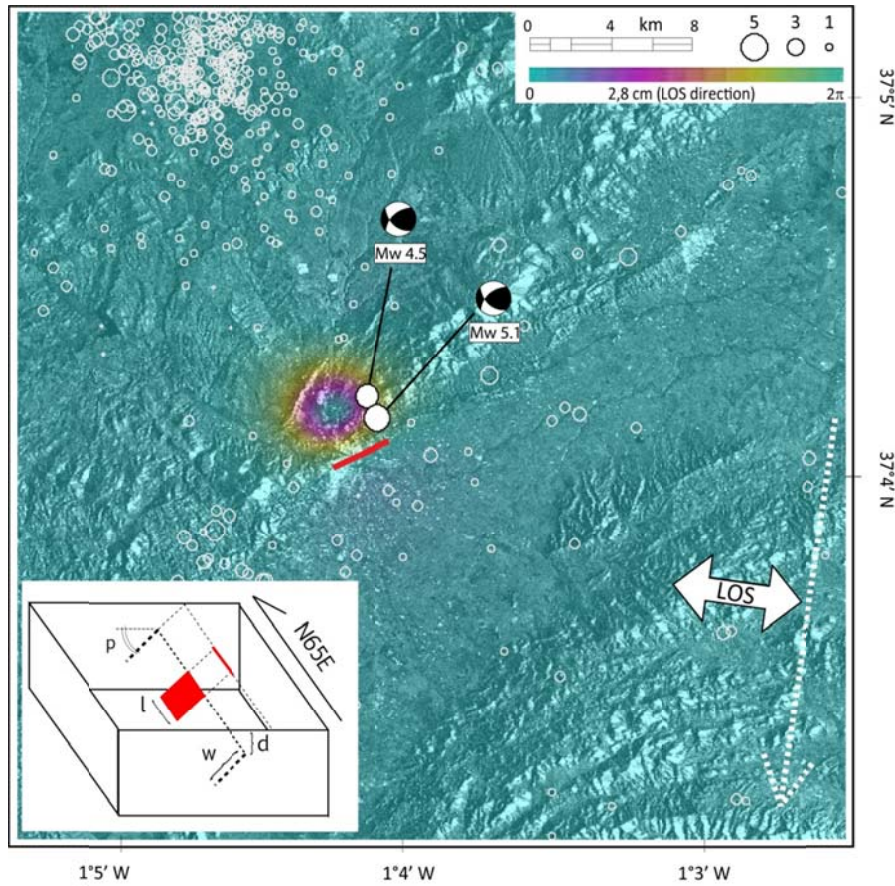 0 4 km 8 5 3 1
0 2,8 cm (LOS direction) 2π
37°5' N
Mw 4.5
Mw 5.1
37°4' N
LOS
N65E
p
l
w
d
1°5' W 1°4' W 1°3' W